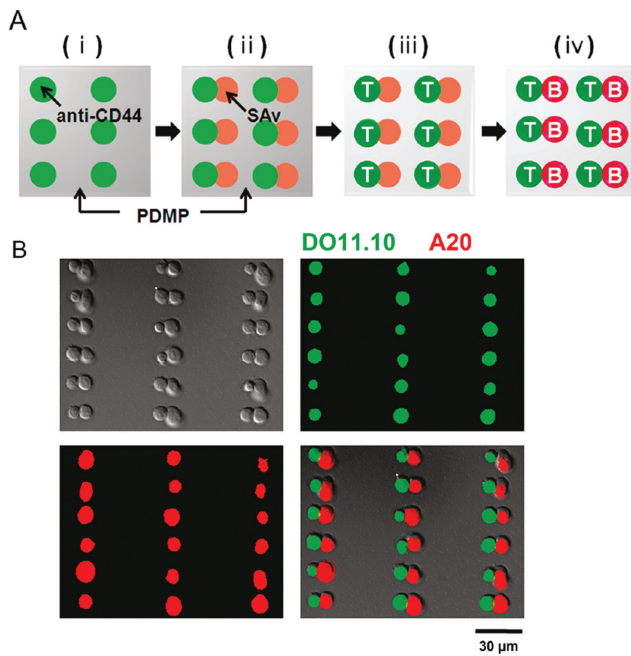 A
(i) (ii) (iii) (iv)
anti-CD44 SAv
T T T T T T
T B T B T B T B T B T B
PDMP
B
DO11.10 A20
30 µm